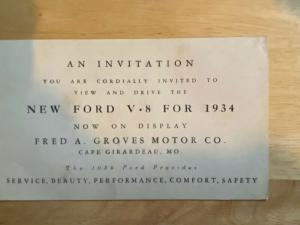 AN INVITATION
YOU ARE CORDIALLY INVITED TO
VIEW AND DRIVE THE
NEW FORD V·8 FOR 1934
NOW ON DISPLAY
FRED A. GROVES MOTOR CO.
CAPE GIRARDEAU, MO
The Ford Provides
SERVICE, BEAUTY, PERFORMANCE, COMFORT, SAFETY